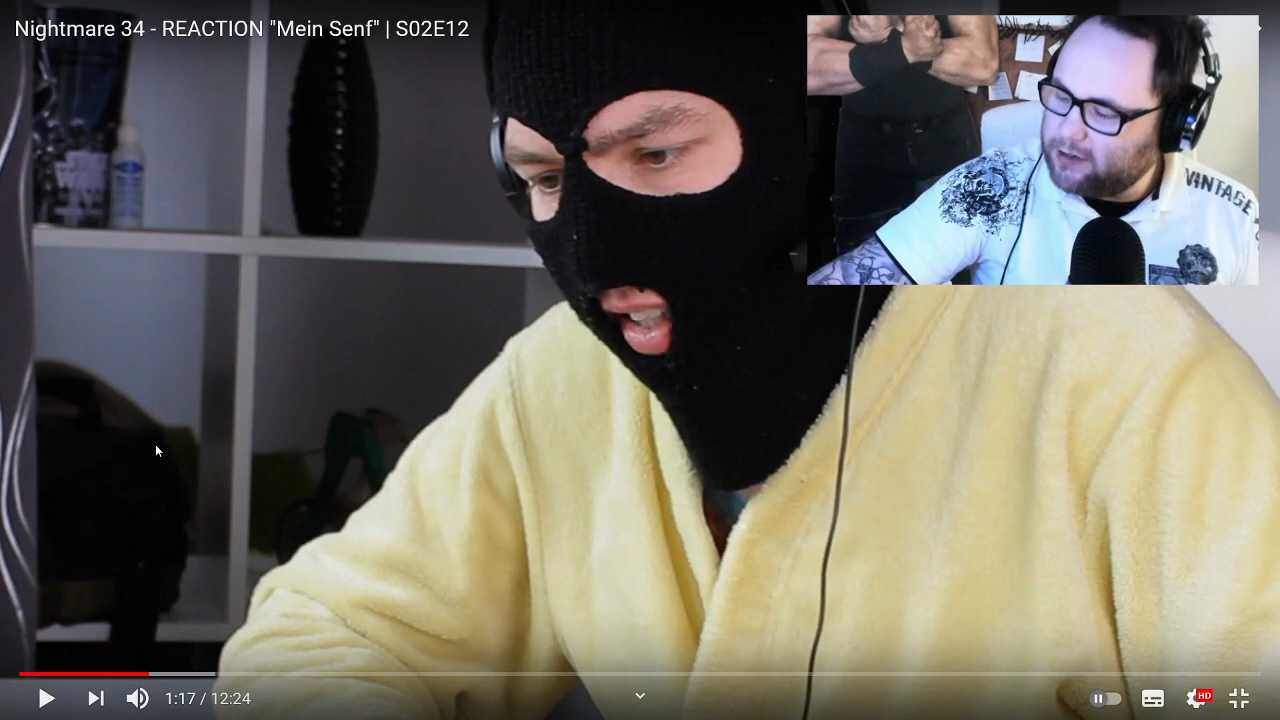 Nightmare 34 - REACTION "Mein Senf" | S02E12
VINTAGE
1:17 / 12:24
HD